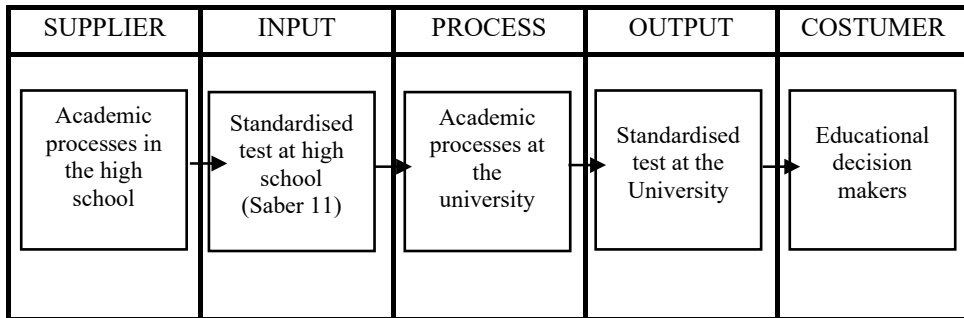 SUPPLIER
INPUT
PROCESS
OUTPUT
COSTUMER
Academic
processes in
the high
school
Standardised
test at high
school
(Saber 11)
Academic
processes at
the
university
Standardised
test at the
University
Educational
decision
makers